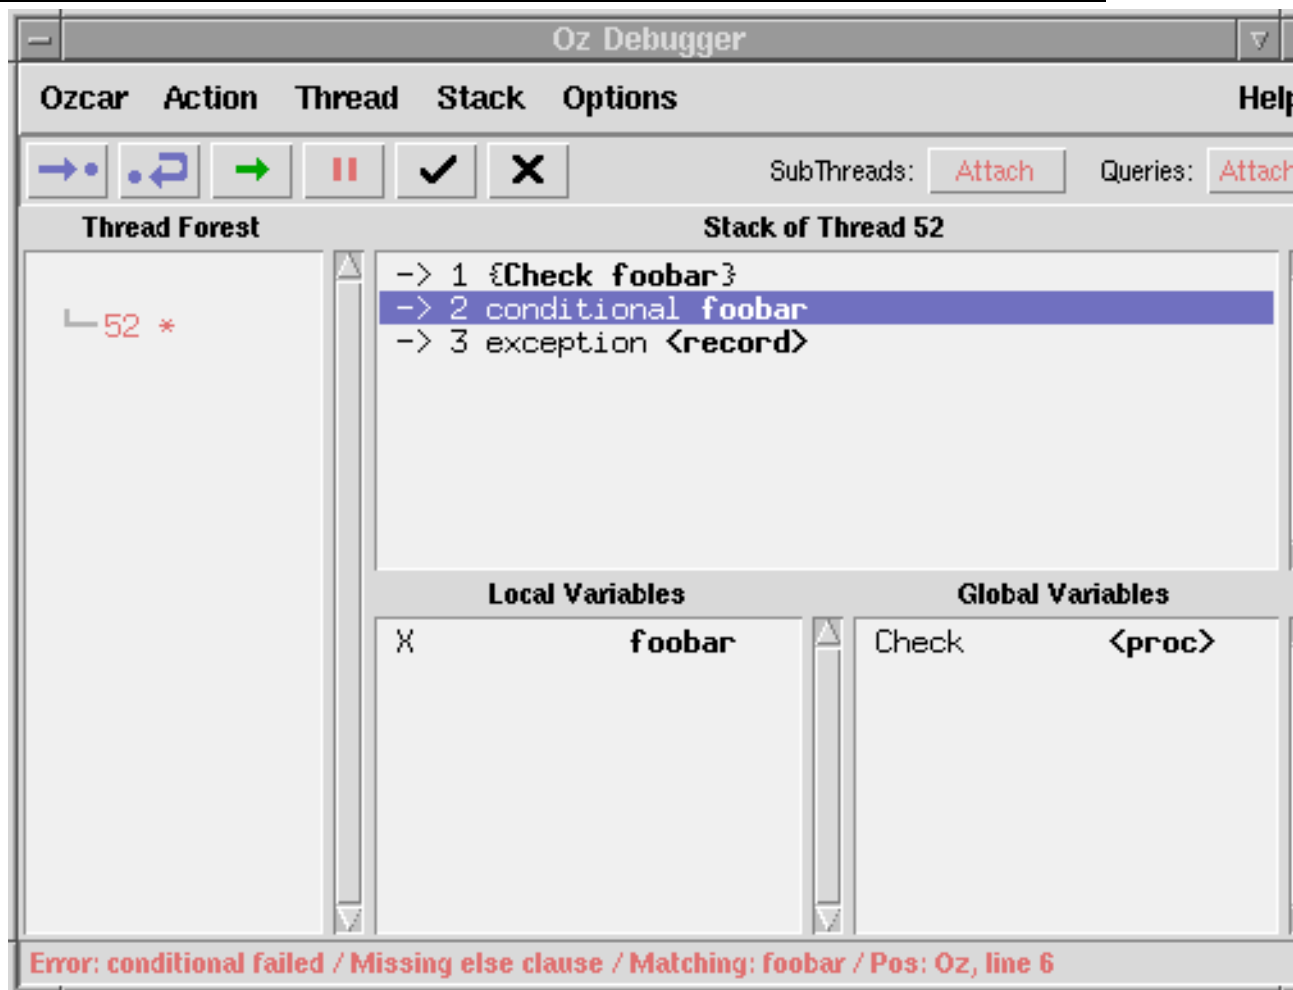 Oz Debugger
Ozcar Action Thread Stack Options Help
SubThreads: Attach Queries: Attach
Thread Forest
52 *
Stack of Thread 52
-> 1 {Check foobar}
-> 2 conditional foobar
-> 3 exception <record>
Local Variables
X foobar
Global Variables
Check <proc>
Error: conditional failed / Missing else clause / Matching: foobar / Pos: Oz, line 6